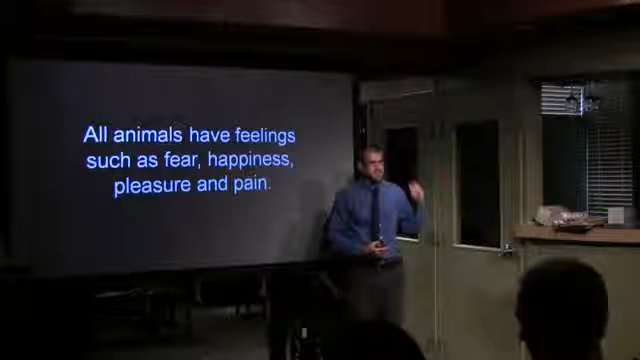 All animals have feelings
such as fear, happiness,
pleasure and pain.